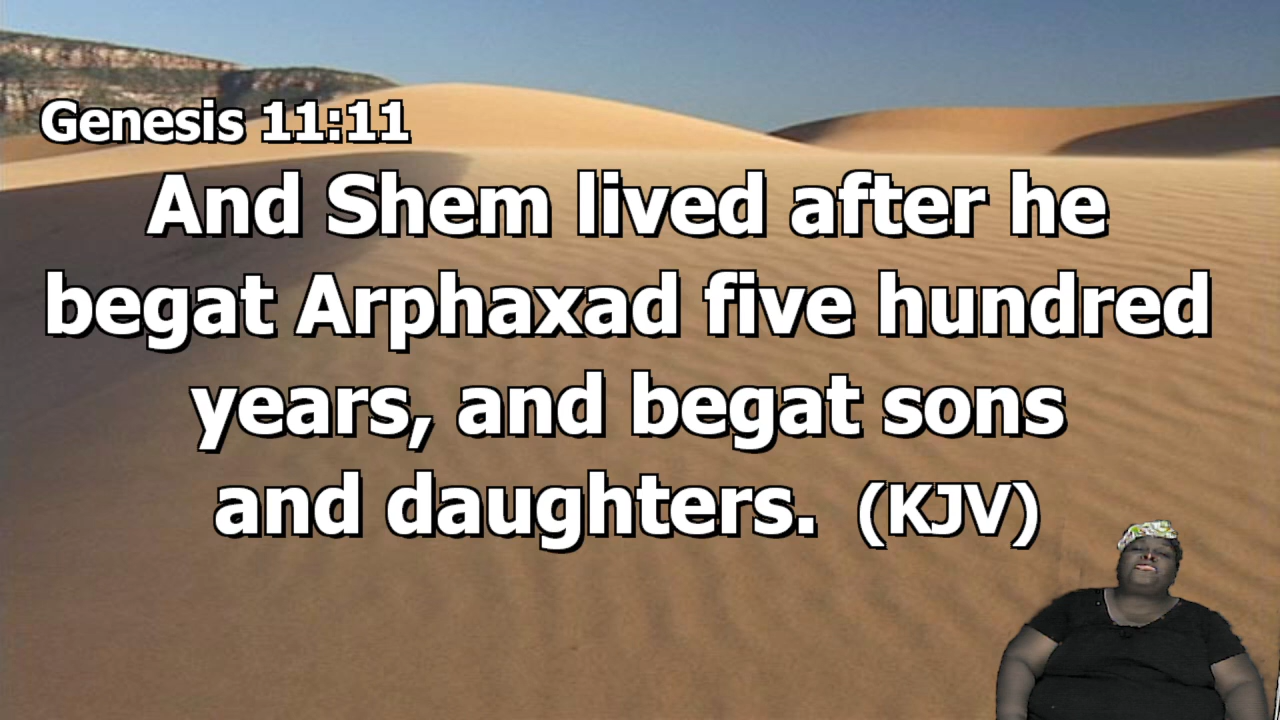 Genesis 11:11
And Shem lived after he
begat Arphaxad five hundred
years, and begat sons
and daughters. (KJV)